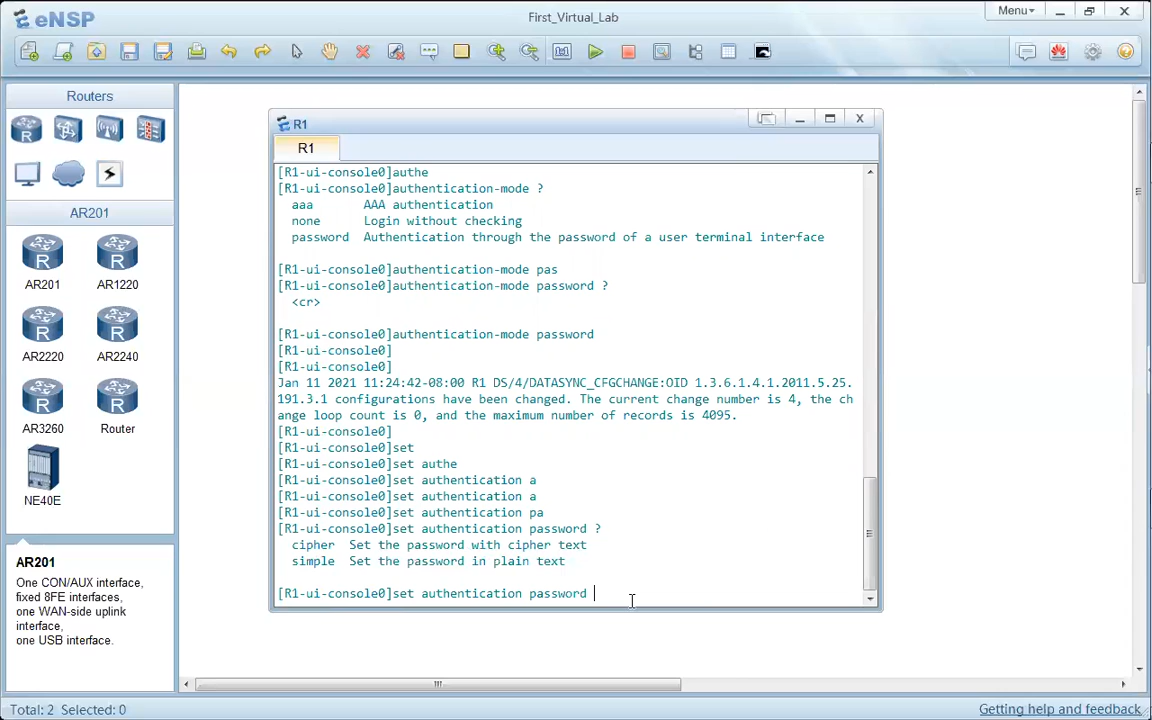 eNSP
First_Virtual_Lab
Menu
Routers
AR201
AR201
AR1220
AR2220
AR2240
AR3260
Router
NE40E
AR201
One CON/AUX interface,
fixed 8FE interfaces,
one WAN-side uplink
interface,
one USB interface.
R1
R1
[R1-ui-console0]authe
[R1-ui-console0]authentication-mode ?
aaa       AAA authentication
none      Login without checking
password  Authentication through the password of a user terminal interface
[R1-ui-console0]authentication-mode pas
[R1-ui-console0]authentication-mode password ?
<cr>
[R1-ui-console0]authentication-mode password
[R1-ui-console0]
[R1-ui-console0]
Jan 11 2021 11:24:42-08:00 R1 DS/4/DATASYNC_CFGCHANGE:OID 1.3.6.1.4.1.2011.5.25.
191.3.1 configurations have been changed. The current change number is 4, the ch
ange loop count is 0, and the maximum number of records is 4095.
[R1-ui-console0]
[R1-ui-console0]set
[R1-ui-console0]set authe
[R1-ui-console0]set authentication a
[R1-ui-console0]set authentication a
[R1-ui-console0]set authentication pa
[R1-ui-console0]set authentication password ?
cipher  Set the password with cipher text
simple  Set the password in plain text
[R1-ui-console0]set authentication password
Total: 2 Selected: 0
Getting help and feedback